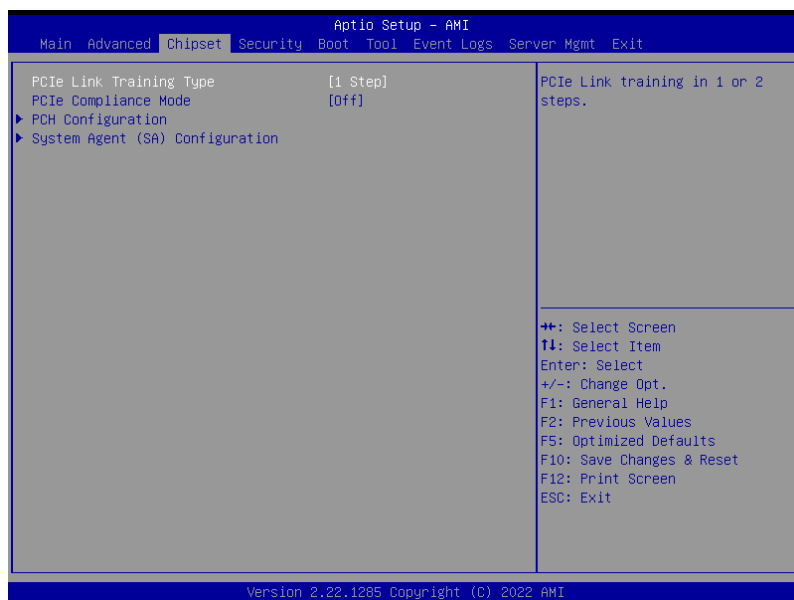 Aptio Setup – AMI
Main Advanced Chipset Security Boot Tool Event Logs Server Mgmt Exit
PCIe Link Training Type [1 Step]
PCIe Compliance Mode [Off]
PCH Configuration
System Agent (SA) Configuration
PCIe Link training in 1 or 2
steps.
→←: Select Screen
↑↓: Select Item
Enter: Select
+/-: Change Opt.
F1: General Help
F2: Previous Values
F5: Optimized Defaults
F10: Save Changes & Reset
F12: Print Screen
ESC: Exit
Version 2.22.1285 Copyright (C) 2022 AMI